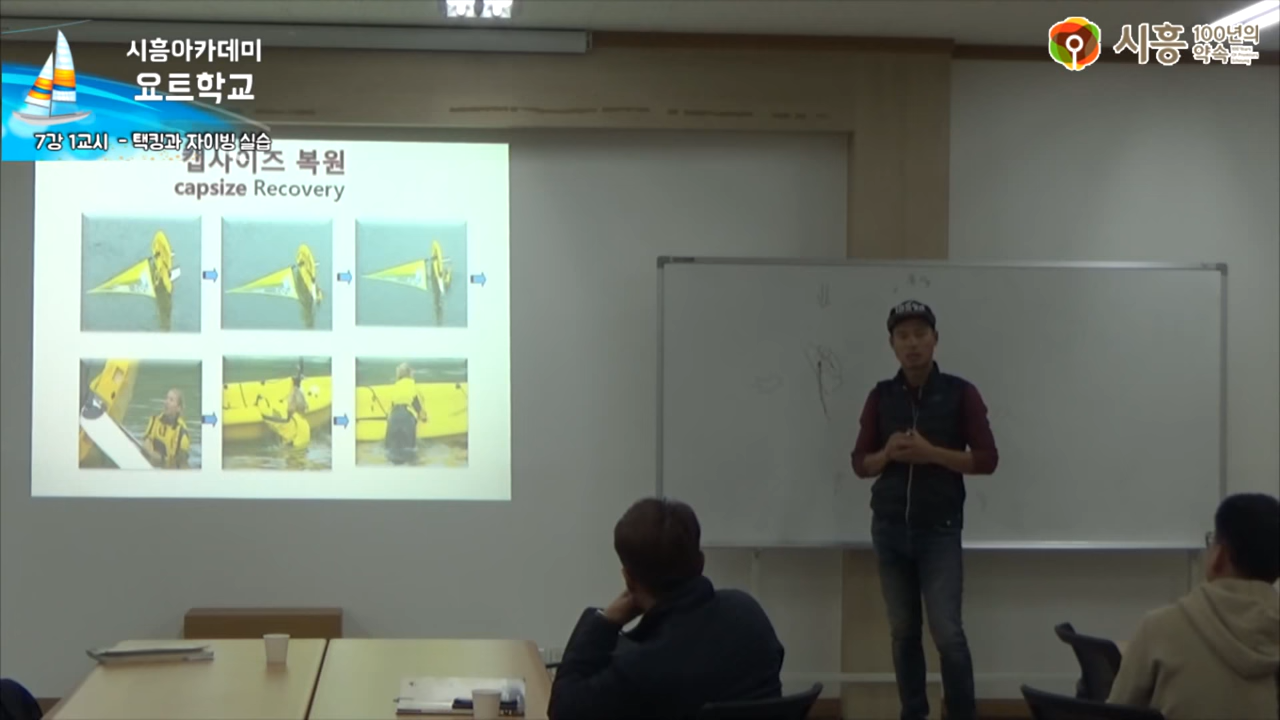 시흥아카데미
요트학교
7강 1교시 - 택킹과 자이빙 실습
시흥 100년의 약속
캡사이즈 복원
capsize Recovery